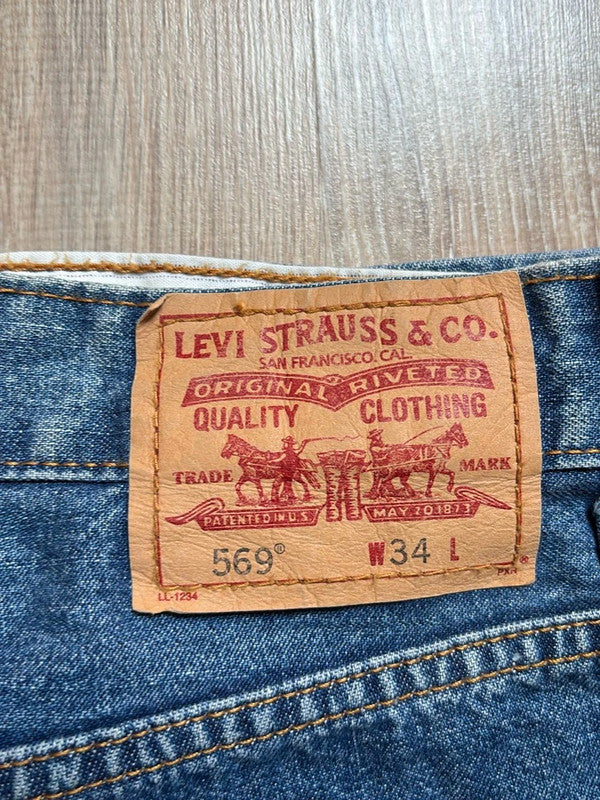 LEVI STRAUSS & CO.
SAN FRANCISCO, CAL.
ORIGINAL RIVETED
QUALITY CLOTHING
TRADE MARK
PATENTED IN U.S. MAY 20 1873
569® W 34 L
LL-1234 ®